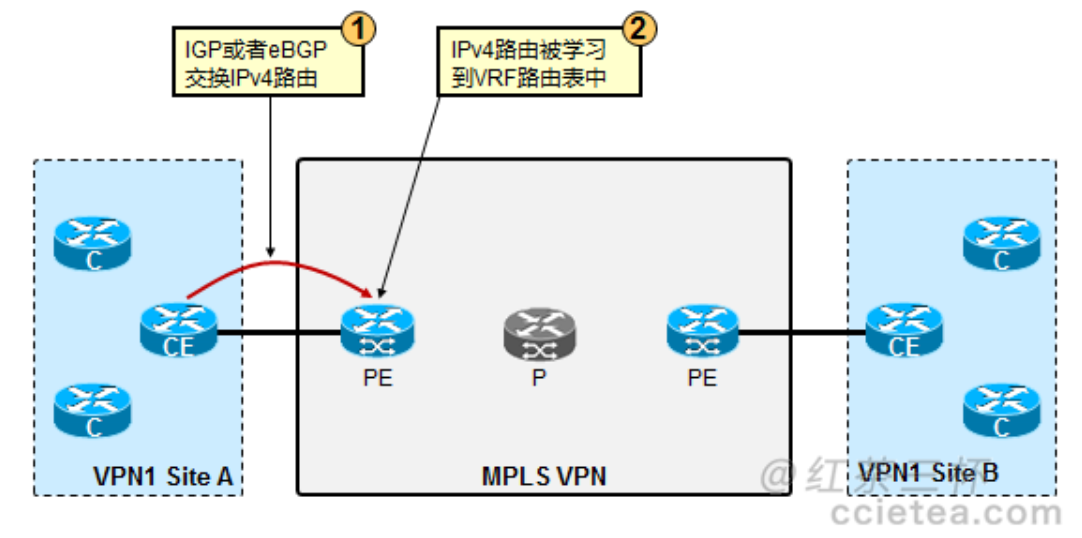 1
IGP或者eBGP
交换IPv4路由
2
IPv4路由被学习
到VRF路由表中
C
CE
C
VPN1 Site A
PE
P
PE
MPLS VPN
C
CE
C
VPN1 Site B
@红茶三杯
ccietea.com